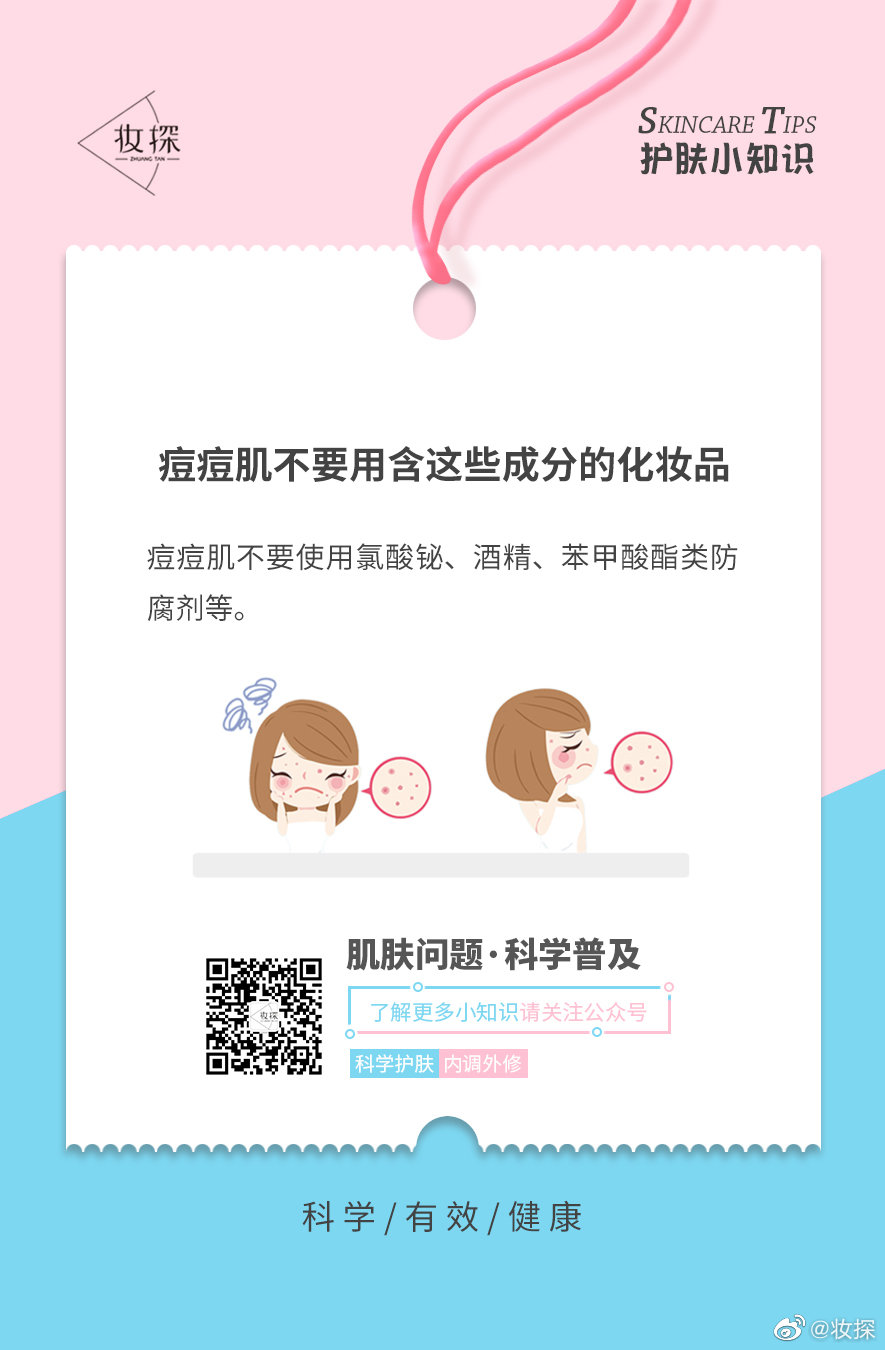 妆探
ZHUANG TAN
SKINCARE TIPS
护肤小知识
痘痘肌不要用含这些成分的化妆品
痘痘肌不要使用氯酸铋、酒精、苯甲酸酯类防
腐剂等。
肌肤问题·科学普及
妆探
了解更多小知识请关注公众号
科学护肤 内调外修
科学/有效/健康
@妆探